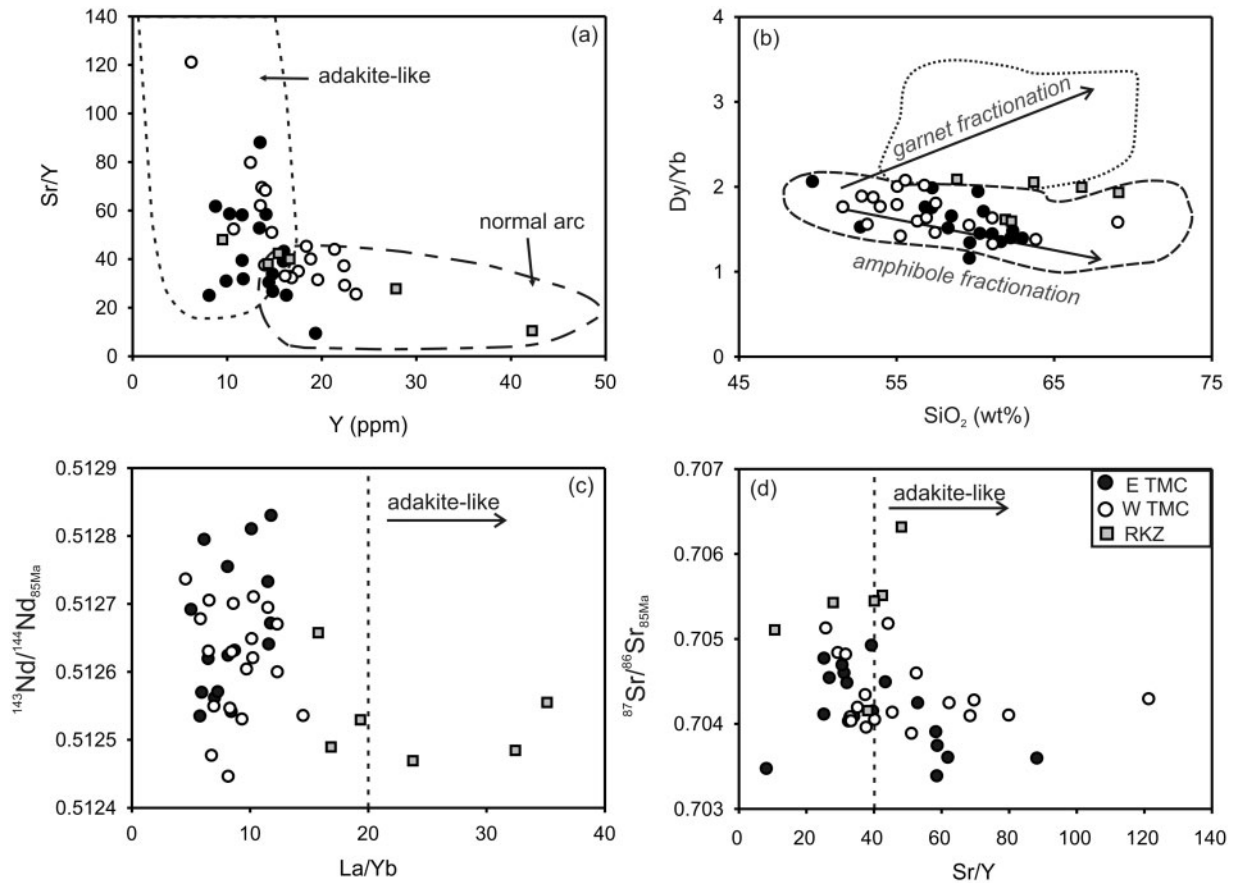 (a)
adakite-like
normal arc
Sr/Y
140
120
100
80
60
40
20
0
0 10 20 30 40 50
Y (ppm)
(b)
garnet fractionation
amphibole fractionation
Dy/Yb
4
3
2
1
0
45 55 65 75
SiO₂ (wt%)
(c)
adakite-like
¹⁴³Nd/¹⁴⁴Nd₈₅Ma
0.5129
0.5128
0.5127
0.5126
0.5125
0.5124
0 10 20 30 40
La/Yb
(d)
adakite-like
E TMC
W TMC
RKZ
⁸⁷Sr/⁸⁶Sr₈₅Ma
0.707
0.706
0.705
0.704
0.703
0 20 40 60 80 100 120 140
Sr/Y